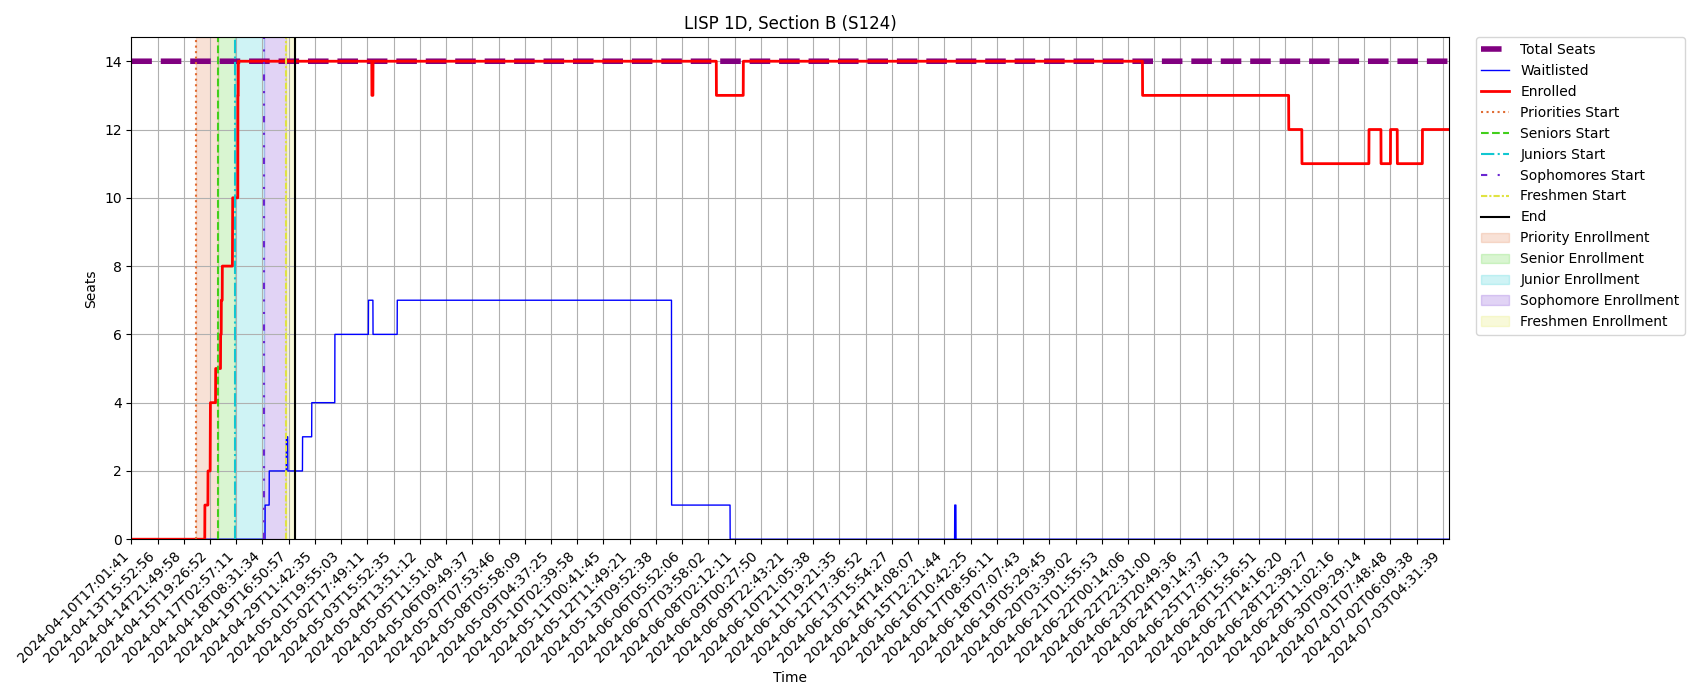 LISP 1D, Section B (S124)
Seats
14
12
10
8
6
4
2
0
2024-04-10T17:01:41
2024-04-13T15:52:56
2024-04-14T21:49:58
2024-04-15T19:26:52
2024-04-17T02:57:11
2024-04-18T08:31:34
2024-04-19T16:50:57
2024-04-29T11:42:35
2024-05-01T19:55:03
2024-05-02T17:49:11
2024-05-03T15:52:35
2024-05-04T13:51:12
2024-05-05T11:51:04
2024-05-06T09:49:37
2024-05-07T07:53:46
2024-05-08T05:58:09
2024-05-09T04:37:25
2024-05-10T02:39:58
2024-05-11T00:41:45
2024-05-12T11:49:21
2024-05-13T09:52:38
2024-06-06T05:52:06
2024-06-07T03:58:02
2024-06-08T02:12:11
2024-06-09T00:27:50
2024-06-09T22:43:21
2024-06-10T21:05:38
2024-06-11T19:21:35
2024-06-12T17:36:52
2024-06-13T15:54:27
2024-06-14T14:08:07
2024-06-15T12:21:44
2024-06-16T10:42:25
2024-06-17T08:56:11
2024-06-18T07:07:43
2024-06-19T05:29:45
2024-06-20T03:39:02
2024-06-21T01:55:53
2024-06-22T00:14:06
2024-06-22T22:31:00
2024-06-23T20:49:36
2024-06-24T19:14:37
2024-06-25T17:36:13
2024-06-26T15:56:51
2024-06-27T14:16:20
2024-06-28T12:39:27
2024-06-29T11:02:16
2024-06-30T09:29:14
2024-07-01T07:48:48
2024-07-02T06:09:38
2024-07-03T04:31:39
Time
Total Seats
Waitlisted
Enrolled
Priorities Start
Seniors Start
Juniors Start
Sophomores Start
Freshmen Start
End
Priority Enrollment
Senior Enrollment
Junior Enrollment
Sophomore Enrollment
Freshmen Enrollment